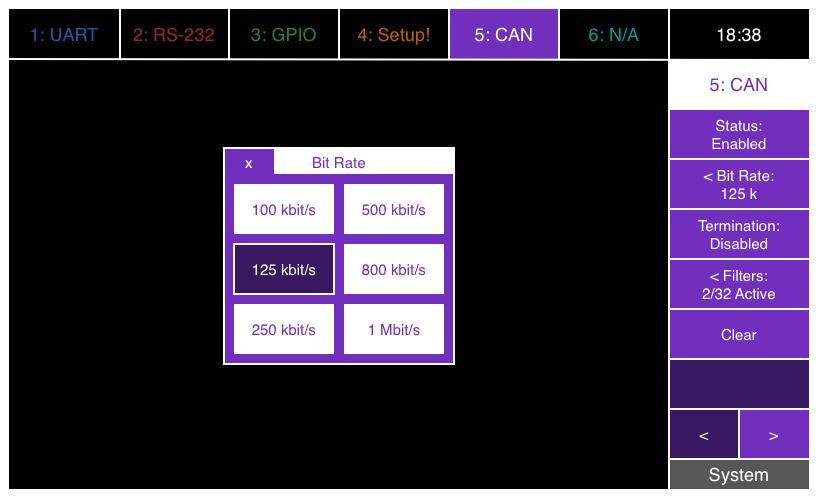 1: UART 2: RS-232 3: GPIO 4: Setup! 5: CAN 6: N/A 18:38
x Bit Rate
100 kbit/s 500 kbit/s
125 kbit/s 800 kbit/s
250 kbit/s 1 Mbit/s
5: CAN
Status:
Enabled
< Bit Rate:
125 k
Termination:
Disabled
< Filters:
2/32 Active
Clear
< >
System